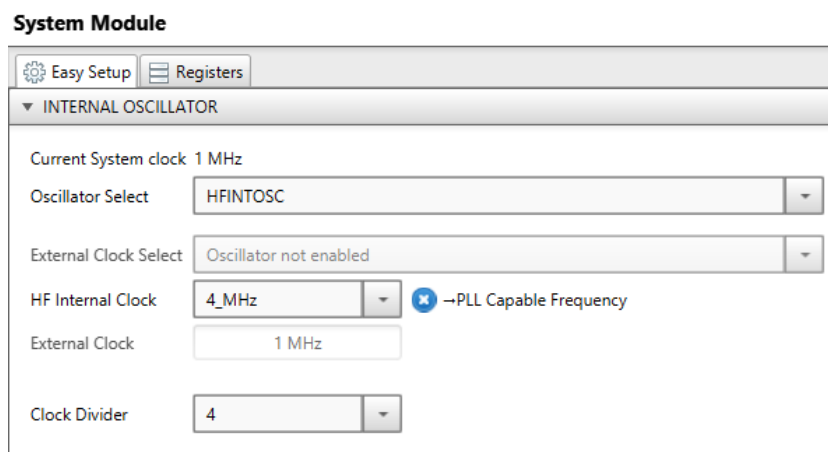 System Module
Easy Setup Registers
INTERNAL OSCILLATOR
Current System clock 1 MHz
Oscillator Select HFINTOSC
External Clock Select Oscillator not enabled
HF Internal Clock 4_MHz →PLL Capable Frequency
External Clock 1 MHz
Clock Divider 4